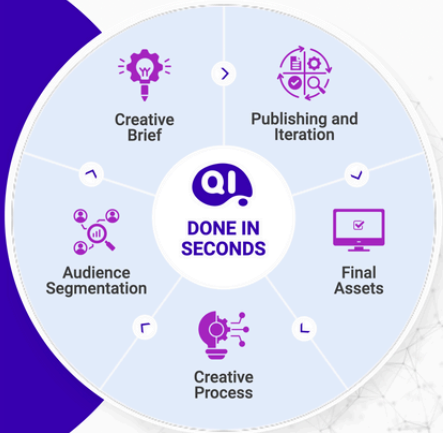 Creative
Brief
Publishing and
Iteration
QI.
DONE IN
SECONDS
Audience
Segmentation
Final
Assets
Creative
Process